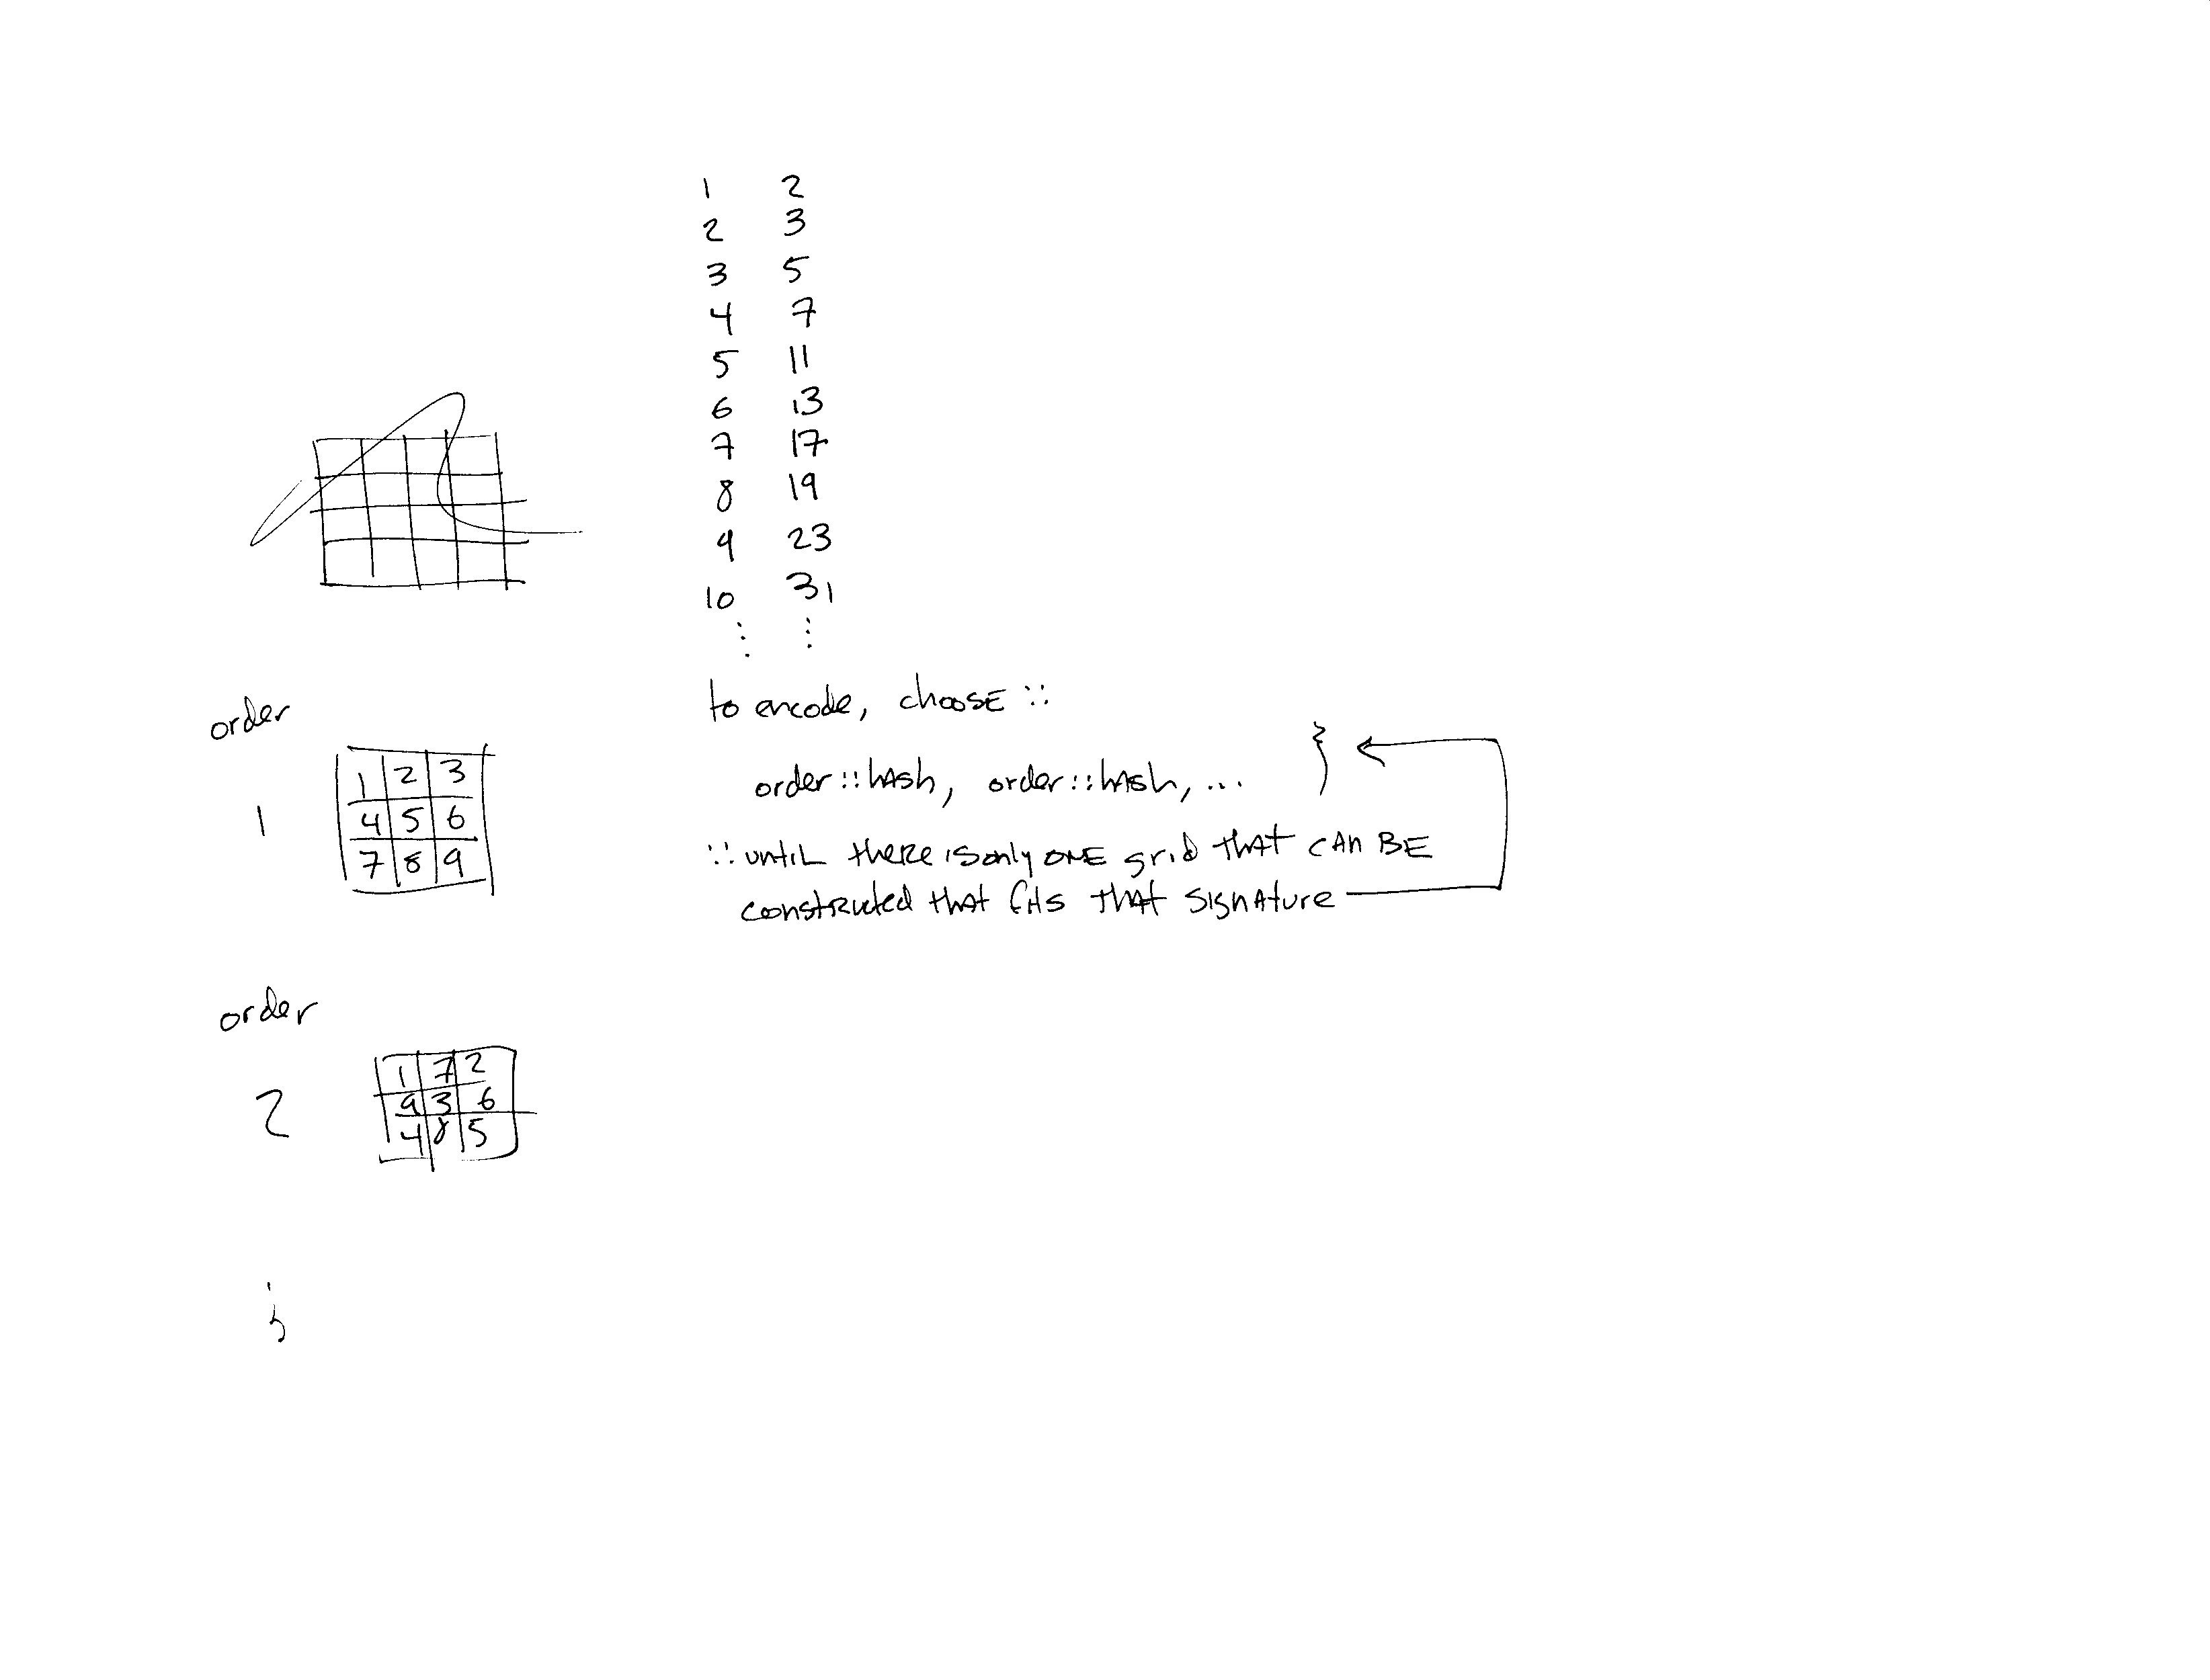 1 2
2 3
3 5
4 7
5 11
6 13
7 17
8 19
9 23
10 31
to encode, choose ::
order::hash, order::hash, ...
:: until there is only one grid that can be
constructed that fits that signature
order
1
1 2 3
4 5 6
7 8 9
order
2
1 7 2
9 3 6
4 8 5